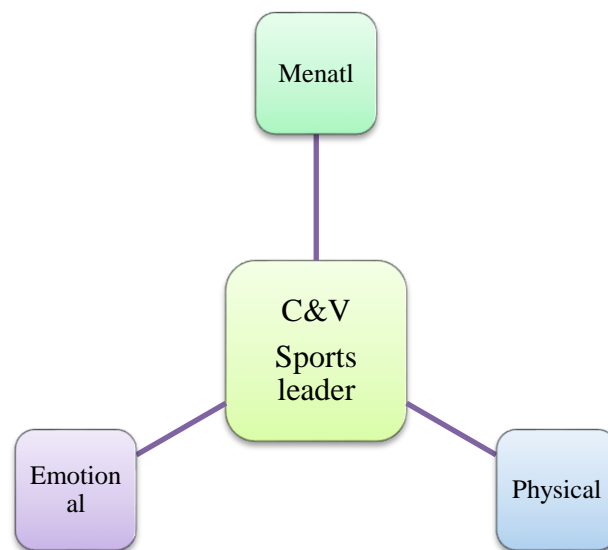 Menatl
C&V
Sports
leader
Emotion
al
Physical